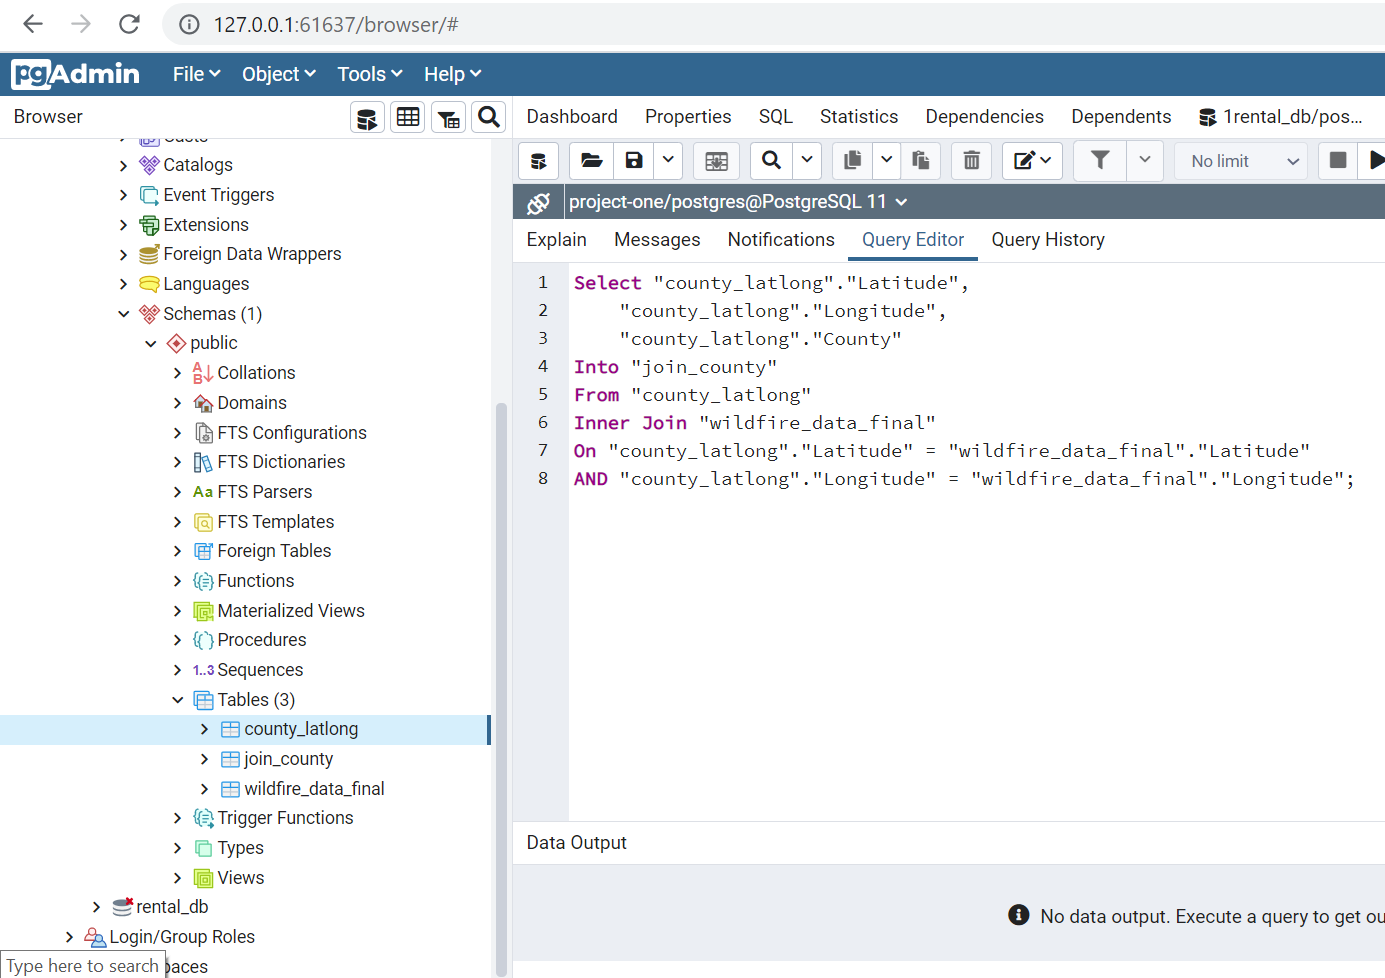 127.0.0.1:61637/browser/#
pgAdmin File Object Tools Help
Browser
Dashboard Properties SQL Statistics Dependencies Dependents 1rental_db/pos...
No limit
project-one/postgres@PostgreSQL 11
Explain Messages Notifications Query Editor Query History
Casts
Catalogs
Event Triggers
Extensions
Foreign Data Wrappers
Languages
Schemas (1)
public
Collations
Domains
FTS Configurations
FTS Dictionaries
Aa FTS Parsers
FTS Templates
Foreign Tables
Functions
Materialized Views
Procedures
1..3 Sequences
Tables (3)
county_latlong
join_county
wildfire_data_final
Trigger Functions
Types
Views
rental_db
Login/Group Roles
Type here to search paces
1 Select "county_latlong"."Latitude",
2 "county_latlong"."Longitude",
3 "county_latlong"."County"
4 Into "join_county"
5 From "county_latlong"
6 Inner Join "wildfire_data_final"
7 On "county_latlong"."Latitude" = "wildfire_data_final"."Latitude"
8 AND "county_latlong"."Longitude" = "wildfire_data_final"."Longitude";
Data Output
No data output. Execute a query to get ou